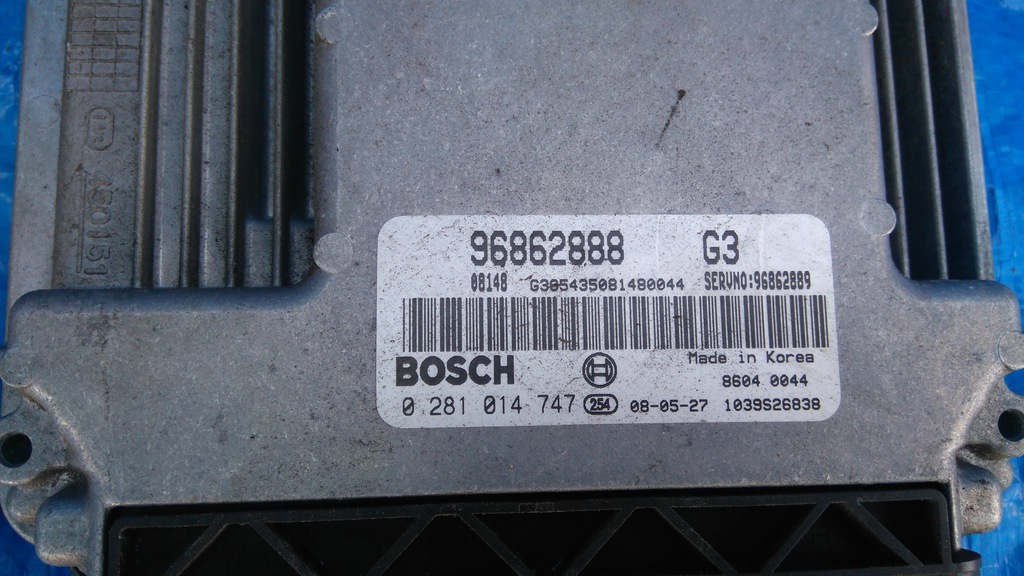 96862888 G3
08148 G385435081480044 SERVNO:96862889
BOSCH
Made in Korea
8604 0044
0 281 014 747 254 08-05-27 1039S26838